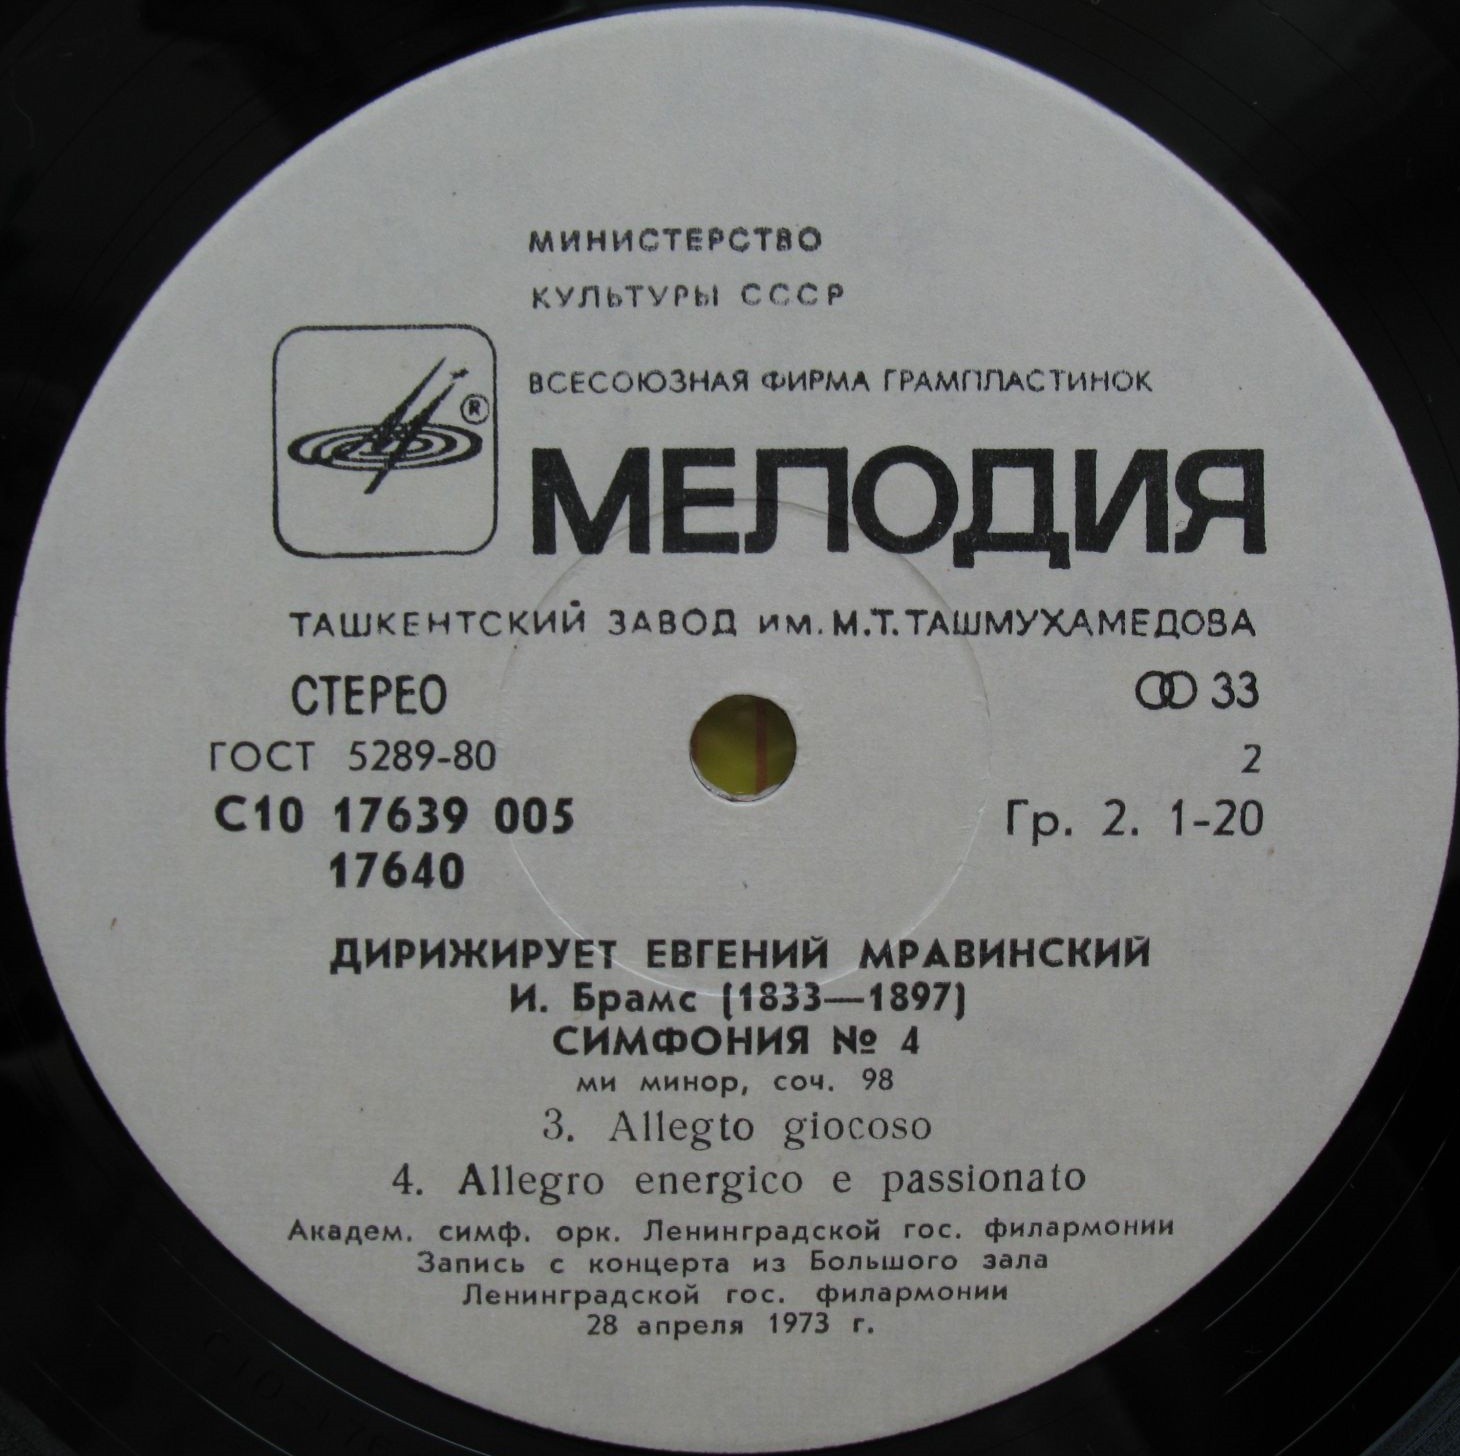 МИНИСТЕРСТВО
КУЛЬТУРЫ СССР
ВСЕСОЮЗНАЯ ФИРМА ГРАМПЛАСТИНОК
®
МЕЛОДИЯ
ТАШКЕНТСКИЙ ЗАВОД им. М.Т. ТАШМУХАМЕДОВА
СТЕРЕО 33
ГОСТ 5289-80 2
С10 17639 005 Гр. 2. 1-20
17640
ДИРИЖИРУЕТ ЕВГЕНИЙ МРАВИНСКИЙ
И. Брамс (1833—1897)
СИМФОНИЯ № 4
ми минор, соч. 98
3. Allegto giocoso
4. Allegro energico e passionato
Академ. симф. орк. Ленинградской гос. филармонии
Запись с концерта из Большого зала
Ленинградской гос. филармонии
28 апреля 1973 г.